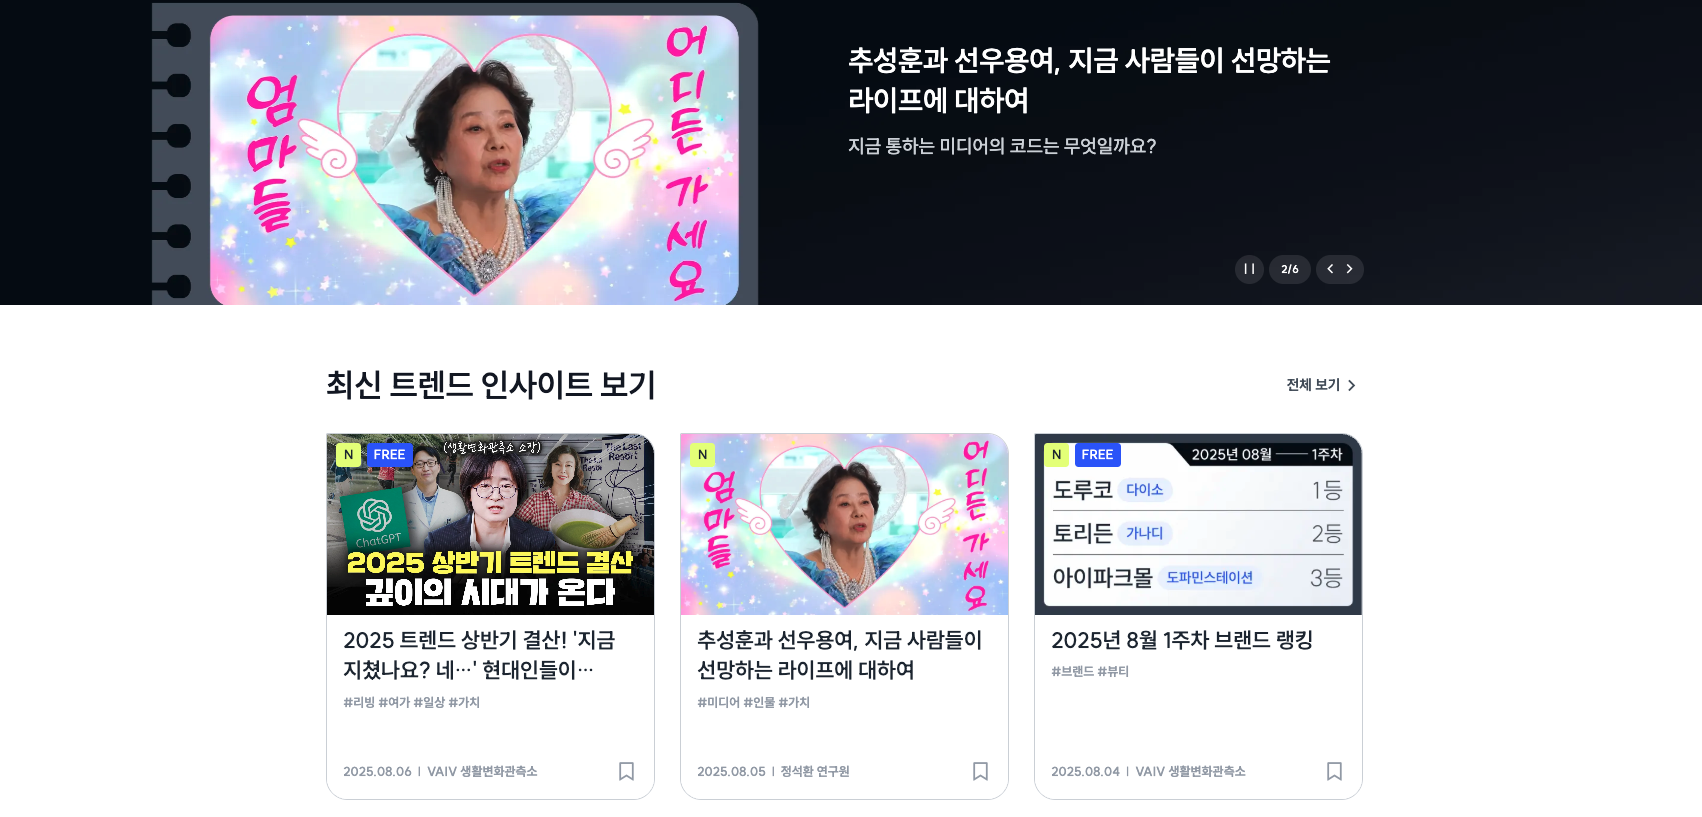 엄마들
어디든 가세요
추성훈과 선우용여, 지금 사람들이 선망하는
라이프에 대하여
지금 통하는 미디어의 코드는 무엇일까요?
2/6
최신 트렌드 인사이트 보기
전체 보기
N FREE
(생활변화관측소 소장)
The Last
Resort
ChatGPT
2025 상반기 트렌드 결산
깊이의 시대가 온다
2025 트렌드 상반기 결산! '지금
지쳤나요? 네…' 현대인들이…
#리빙 #여가 #일상 #가치
2025.08.06 | VAIV 생활변화관측소
N
엄마들
어디든 가세요
추성훈과 선우용여, 지금 사람들이
선망하는 라이프에 대하여
#미디어 #인물 #가치
2025.08.05 | 정석환 연구원
N FREE
2025년 08월 1주차
도루코 다이소 1등
토리든 가나디 2등
아이파크몰 도파민스테이션 3등
2025년 8월 1주차 브랜드 랭킹
#브랜드 #뷰티
2025.08.04 | VAIV 생활변화관측소